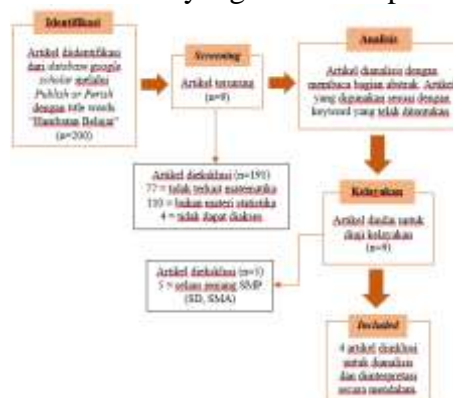 yang
Identifikasi
Artikel diidentifikasi
dari database google
scholar melalui
Publish or Perish
dengan title words
"Hambatan Belajar"
(n=200)
Screening
Artikel tersaring
(n=9)
Analisis
Artikel dianalisis dengan
membaca bagian abstrak. Artikel
yang digunakan sesuai dengan
keyword yang telah ditentukan
Artikel dieksklusi (n=191)
77 = tidak terkait matematika
110 = bukan materi statistika
4 = tidak dapat diakses
Kelayakan
Artikel dinilai untuk
diuji kelayakan
(n=9)
Artikel dieksklusi (n=5)
5 = selain jenjang SMP
(SD, SMA)
Included
4 artikel diinklusi
untuk dianalisis
dan diinterpretasi
secara mendalam